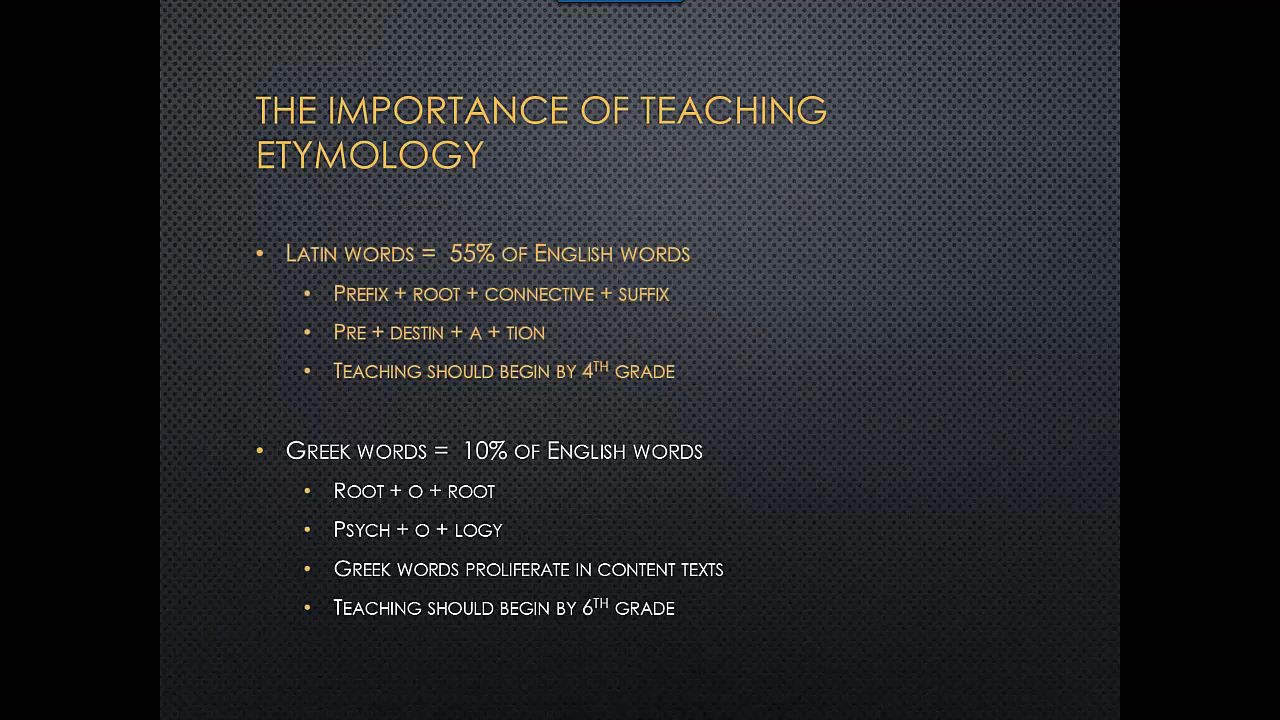 THE IMPORTANCE OF TEACHING
ETYMOLOGY
• LATIN WORDS = 55% OF ENGLISH WORDS
• PREFIX + ROOT + CONNECTIVE + SUFFIX
• PRE + DESTIN + A + TION
• TEACHING SHOULD BEGIN BY 4TH GRADE
• GREEK WORDS = 10% OF ENGLISH WORDS
• ROOT + O + ROOT
• PSYCH + O + LOGY
• GREEK WORDS PROLIFERATE IN CONTENT TEXTS
• TEACHING SHOULD BEGIN BY 6TH GRADE